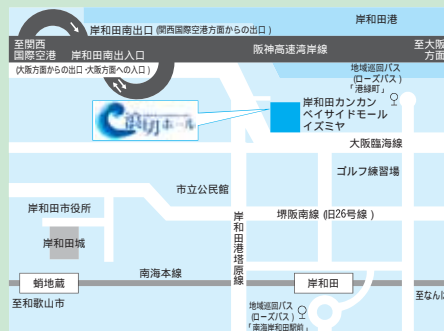 岸和田南出口(関西国際空港方面からの出口)
岸和田港
至関西
国際空港
岸和田南出入口
阪神高速湾岸線
至大阪
方面
(大阪方面からの出口・大阪方面への入口)
地域巡回バス
(ローズバス)
「港緑町」
浪切ホール
岸和田カンカン
ベイサイドモール
イズミヤ
大阪臨海線
ゴルフ練習場
市立公民館
岸和田市役所
堺阪南線(旧26号線)
岸和田城
岸和田港塔原線
南海本線
蛸地蔵
岸和田
至和歌山市
至なんば
地域巡回バス
(ローズバス)
「南海岸和田駅前」